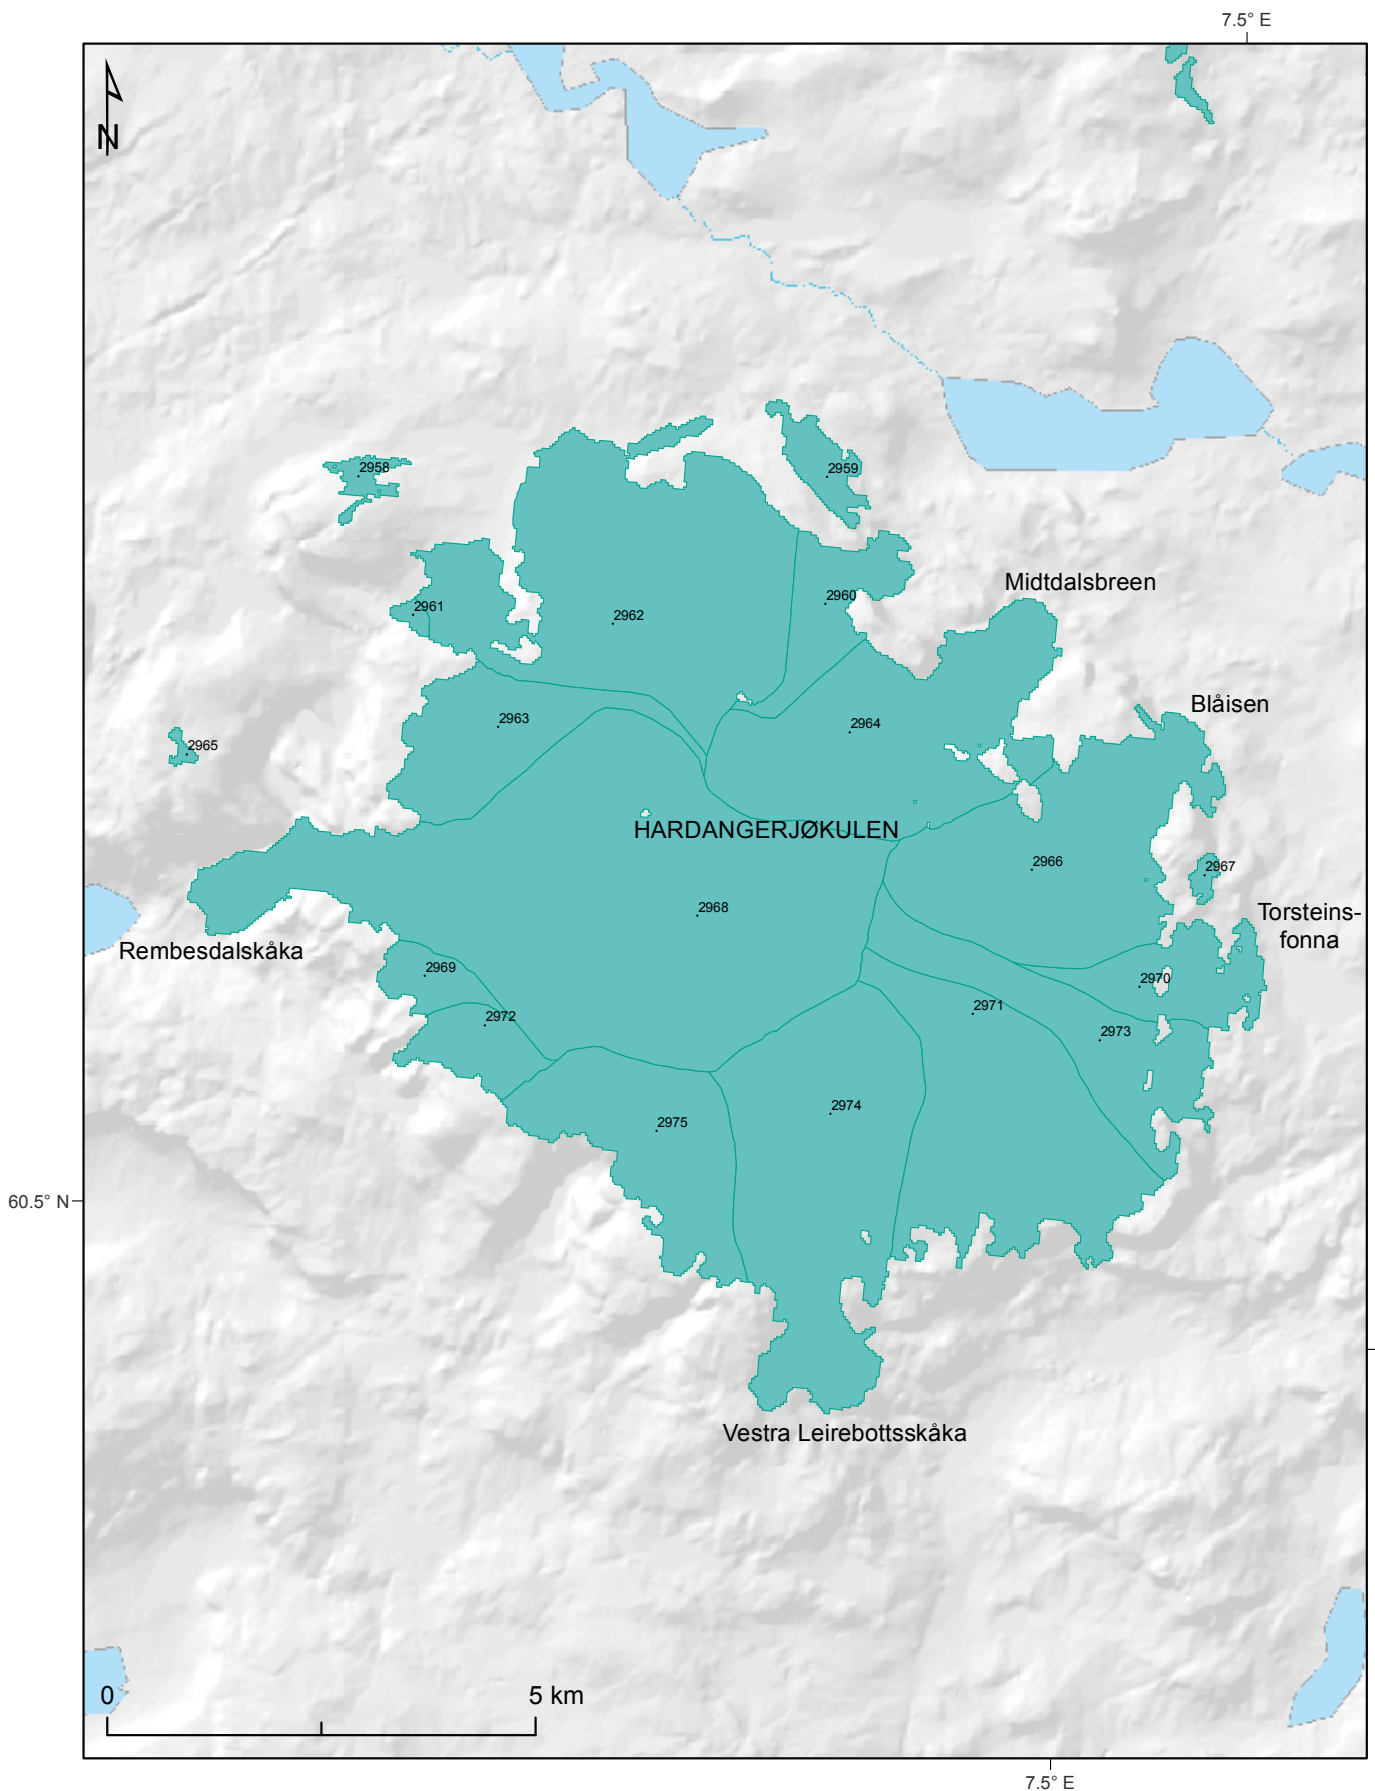 7.5° E
N
2958
2959
Midtdalsbreen
2960
2961
2962
Blåisen
2963
2964
2965
HARDANGERJØKULEN
2966
2967
2968
Torsteins-
fonna
Rembesdalskåka
2969
2970
2971
2972
2973
2974
2975
60.5° N
Vestra Leirebottsskåka
0
5 km
7.5° E